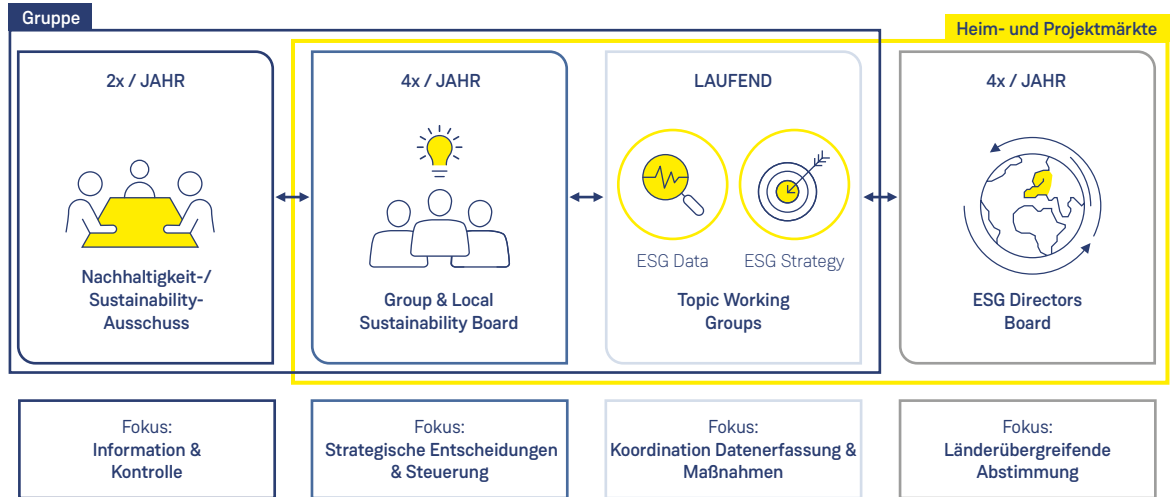 Gruppe
Heim- und Projektmärkte
2x / JAHR
Nachhaltigkeit-/
Sustainability-
Ausschuss
4x / JAHR
Group & Local
Sustainability Board
LAUFEND
ESG Data
ESG Strategy
Topic Working
Groups
4x / JAHR
ESG Directors
Board
Fokus:
Information &
Kontrolle
Fokus:
Strategische Entscheidungen
& Steuerung
Fokus:
Koordination Datenerfassung &
Maßnahmen
Fokus:
Länderübergreifende
Abstimmung